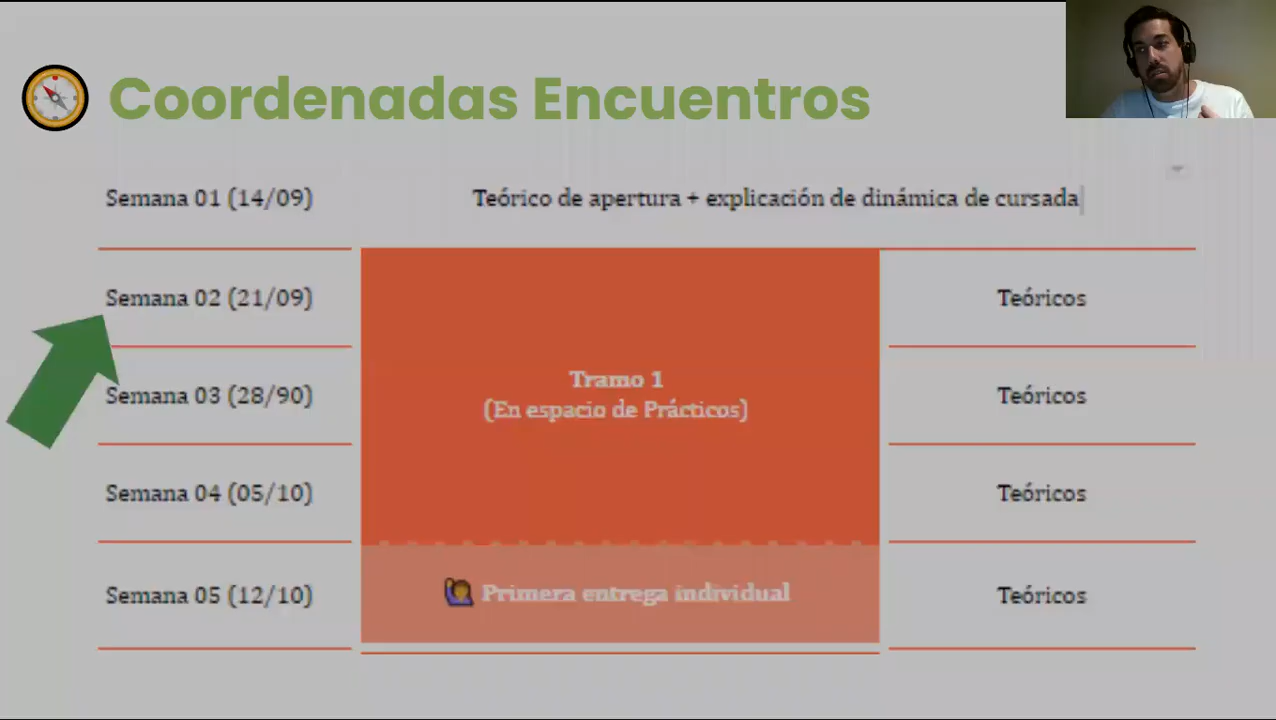 Coordenadas Encuentros
Semana 01 (14/09) Teórico de apertura + explicación de dinámica de cursada
Semana 02 (21/09) Teóricos
Tramo 1
(En espacio de Prácticos)
Semana 03 (28/90) Teóricos
Semana 04 (05/10) Teóricos
Semana 05 (12/10) Primera entrega individual Teóricos